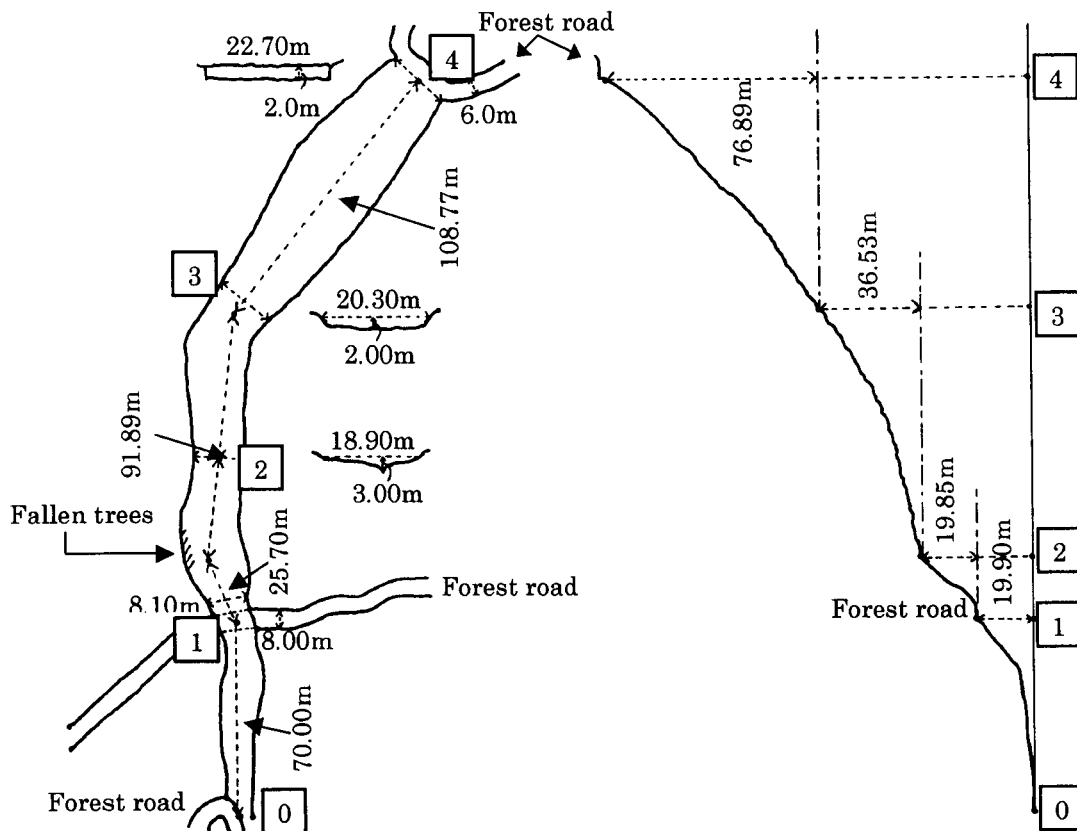 Forest road
22.70m
2.0m
4
6.0m
4
76.89m
108.77m
3
36.53m
20.30m
2.00m
3
91.89m
18.90m
3.00m
2
Fallen trees
19.85m
2
25.70m
19.90m
Forest road
8.10m
Forest road
1
8.00m
1
70.00m
Forest road
0
0